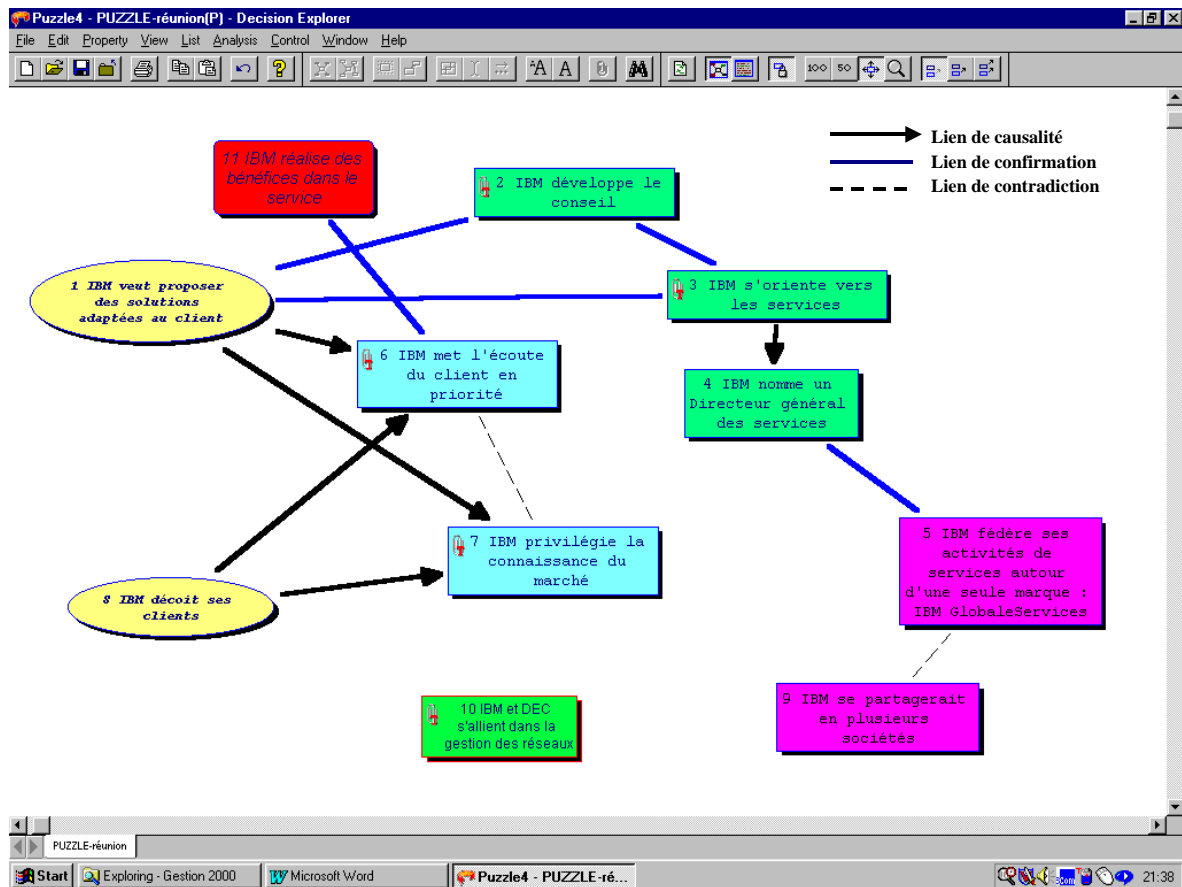 Puzzle4 - PUZZLE-réunion(P) - Decision Explorer
File Edit Property View List Analysis Control Window Help
100 50
Lien de causalité
Lien de confirmation
Lien de contradiction
11 IBM réalise des
bénéfices dans le
service
2 IBM développe le
conseil
1 IBM veut proposer
des solutions
adaptées au client
3 IBM s'oriente vers
les services
6 IBM met l'écoute
du client en
priorité
4 IBM nomme un
Directeur général
des services
7 IBM privilégie la
connaissance du
marché
5 IBM fédère ses
activités de
services autour
d'une seule marque :
IBM GlobaleServices
8 IBM décoit ses
clients
9 IBM se partagerait
en plusieurs
sociétés
10 IBM et DEC
s'allient dans la
gestion des réseaux
PUZZLE-réunion
Start Exploring - Gestion 2000 Microsoft Word Puzzle4 - PUZZLE-ré... 21:38